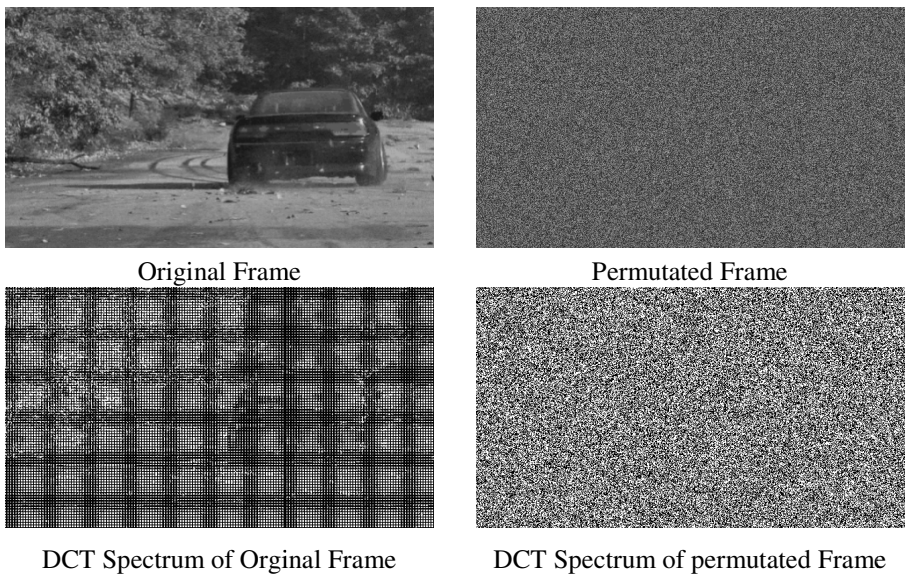 Original Frame
Permutated Frame
DCT Spectrum of Orginal Frame
DCT Spectrum of permutated Frame